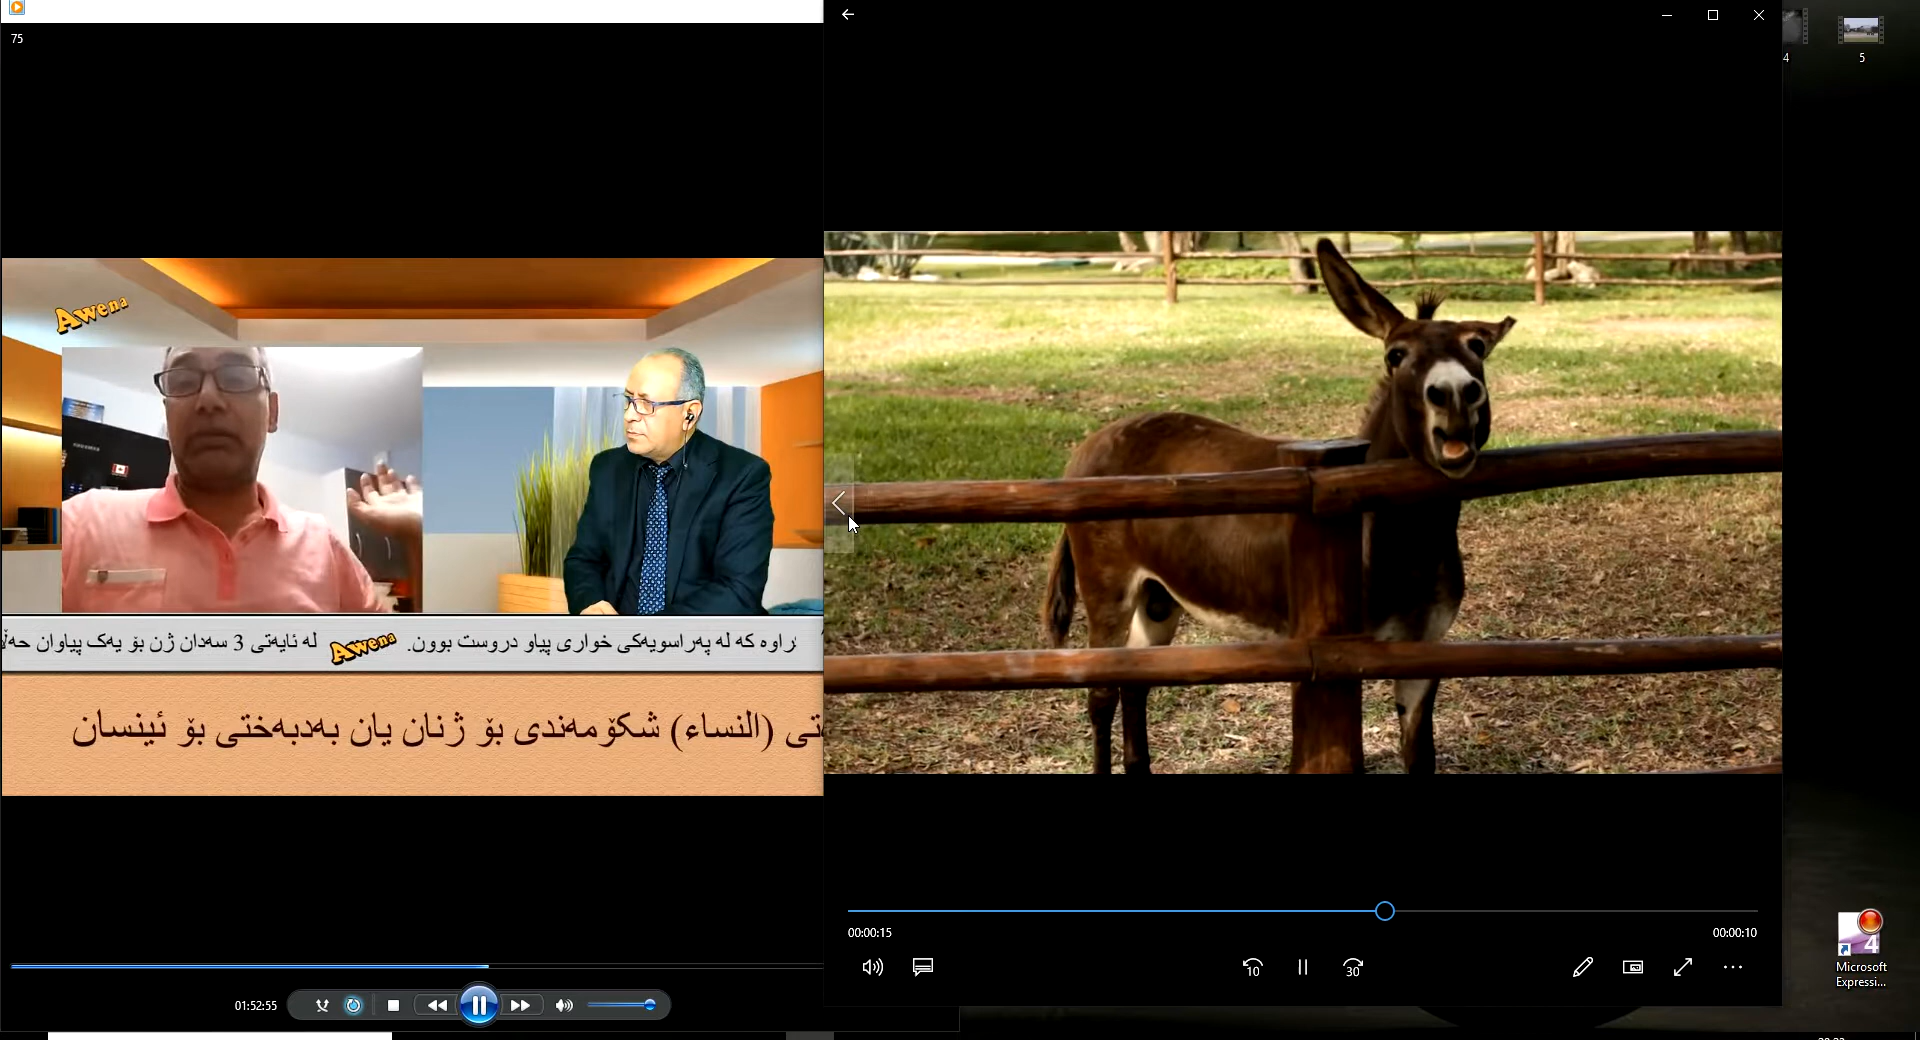 75
4
5
Awena
ﺮاوە کە لە پەراسویەکی خواری پیاو دروست بوون. Awena لە ئایەتی 3 سەدان ژن بۆ یەک پیاوان
(النساء) شکۆمەندی بۆ ژنان یان بەدبەختی بۆ ئینسان
00:00:15
00:00:10
10
30
01:52:55
4
Microsoft
Expressi...